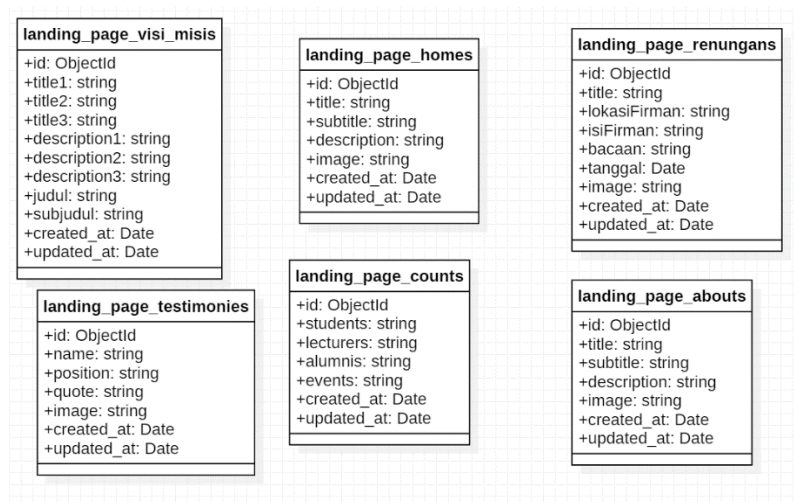 landing_page_visi_misis
+id: ObjectId
+title1: string
+title2: string
+title3: string
+description1: string
+description2: string
+description3: string
+judul: string
+subjudul: string
+created_at: Date
+updated_at: Date
landing_page_homes
+id: ObjectId
+title: string
+subtitle: string
+description: string
+image: string
+created_at: Date
+updated_at: Date
landing_page_renungans
+id: ObjectId
+title: string
+lokasiFirman: string
+isiFirman: string
+bacaan: string
+tanggal: Date
+image: string
+created_at: Date
+updated_at: Date
landing_page_testimonies
+id: ObjectId
+name: string
+position: string
+quote: string
+image: string
+created_at: Date
+updated_at: Date
landing_page_counts
+id: ObjectId
+students: string
+lecturers: string
+alumnis: string
+events: string
+created_at: Date
+updated_at: Date
landing_page_abouts
+id: ObjectId
+title: string
+subtitle: string
+description: string
+image: string
+created_at: Date
+updated_at: Date